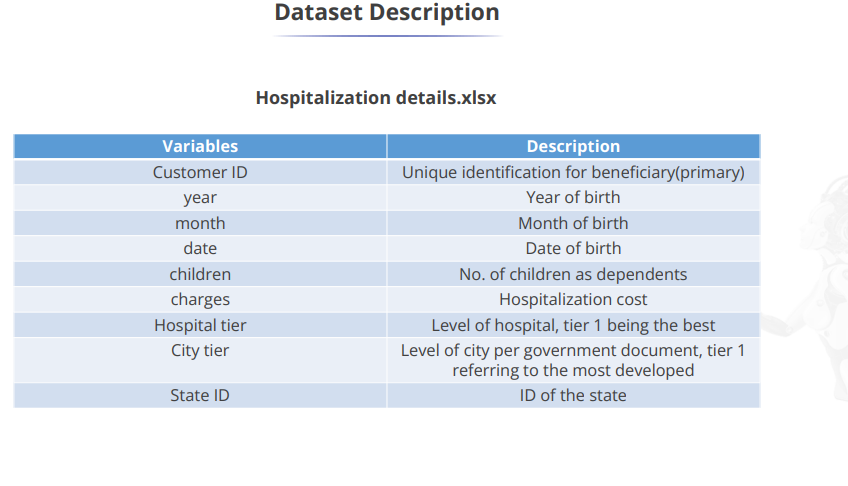 Dataset Description
Hospitalization details.xlsx
Variables Description
Customer ID Unique identification for beneficiary(primary)
year Year of birth
month Month of birth
date Date of birth
children No. of children as dependents
charges Hospitalization cost
Hospital tier Level of hospital, tier 1 being the best
City tier Level of city per government document, tier 1
referring to the most developed
State ID ID of the state